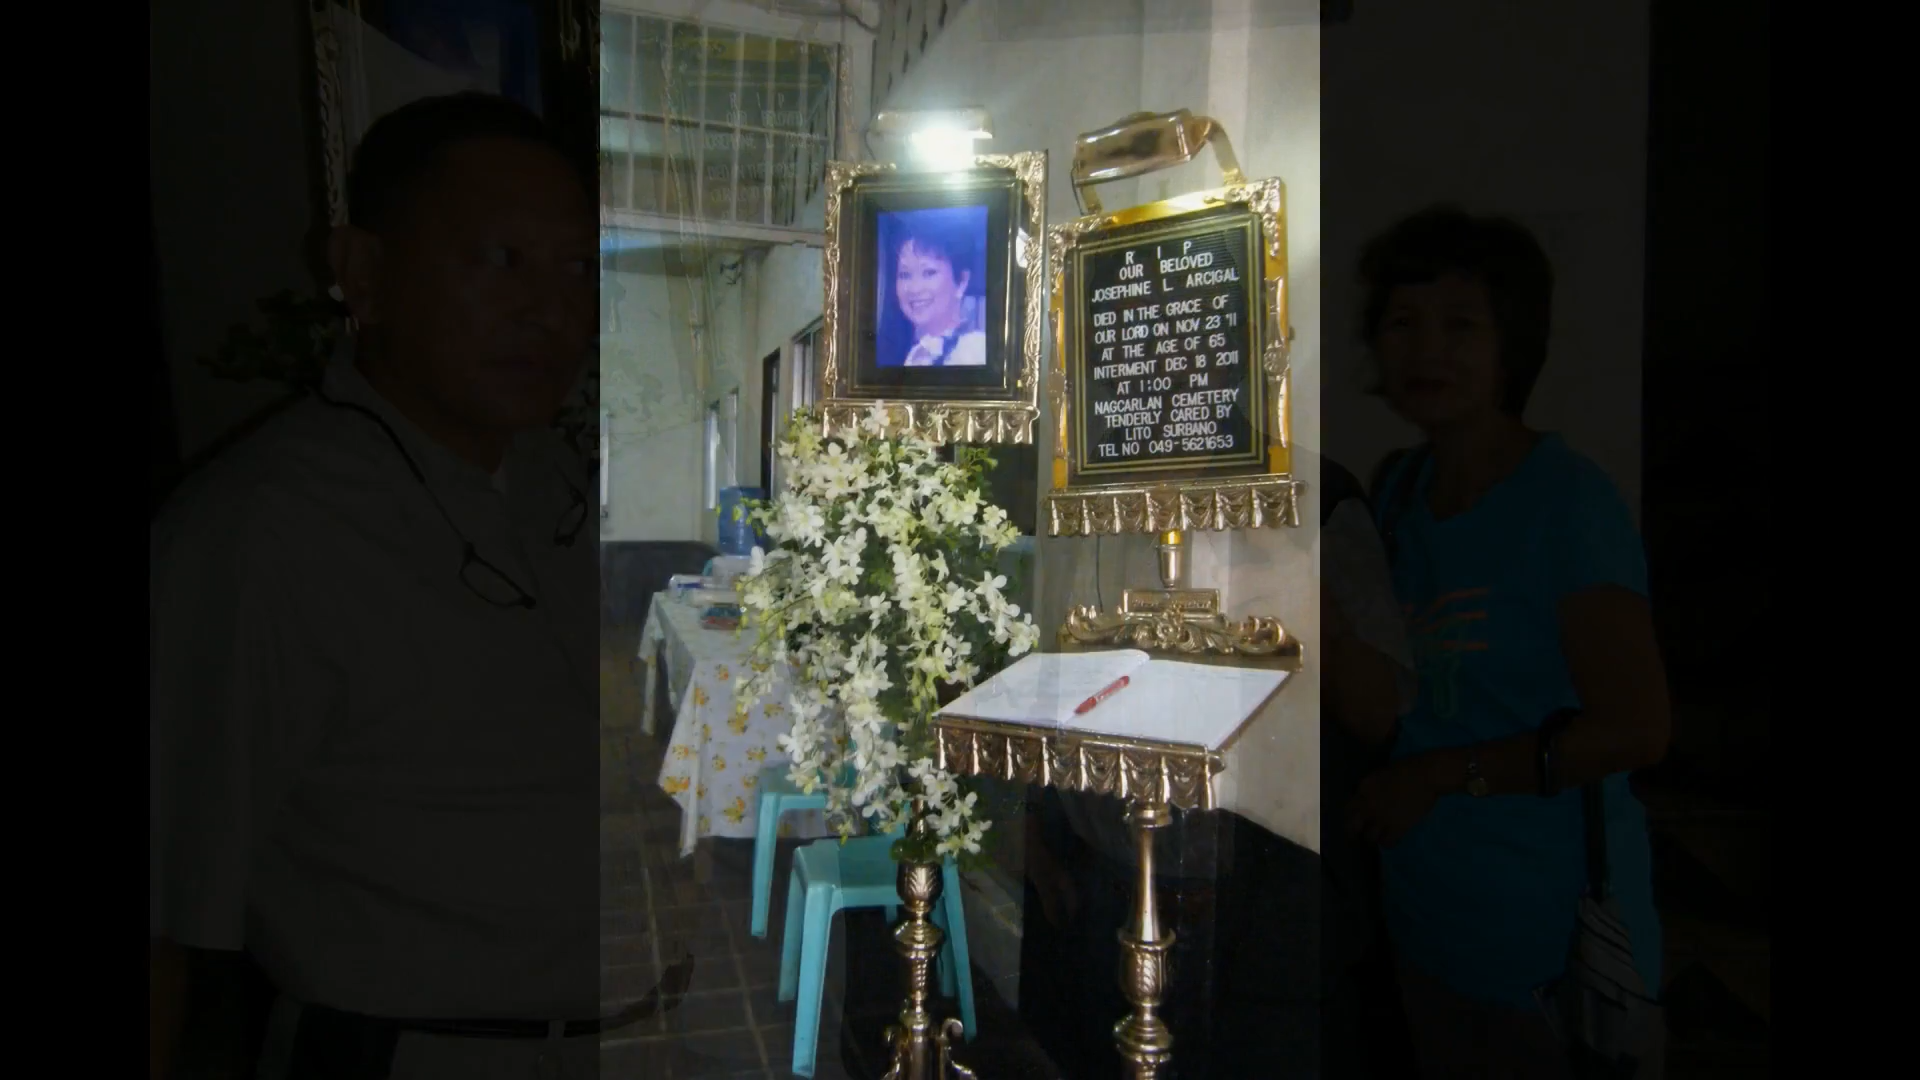 R I P
OUR BELOVED
JOSEPHINE L. ARCIGAL
DIED IN THE GRACE OF
OUR LORD ON NOV 23 '11
AT THE AGE OF 65
INTERMENT DEC 18 2011
AT 1:00 PM
NAGCARLAN CEMETERY
TENDERLY CARED BY
LITO SURBANO
TEL NO 049-5621653